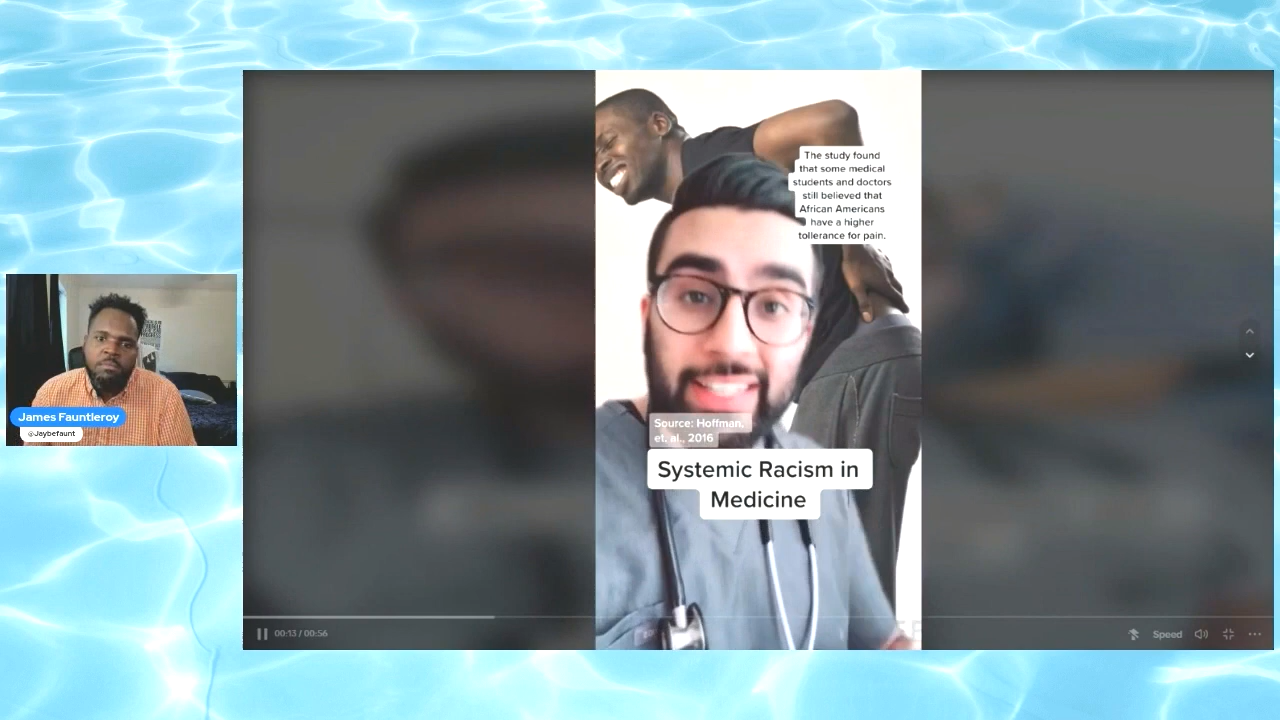 The study found
that some medical
students and doctors
still believed that
African Americans
have a higher
tollerance for pain.
Source: Hoffman,
et. al., 2016
Systemic Racism in
Medicine
James Fauntleroy
@Jaybefaunt
00:13 / 00:56
Speed